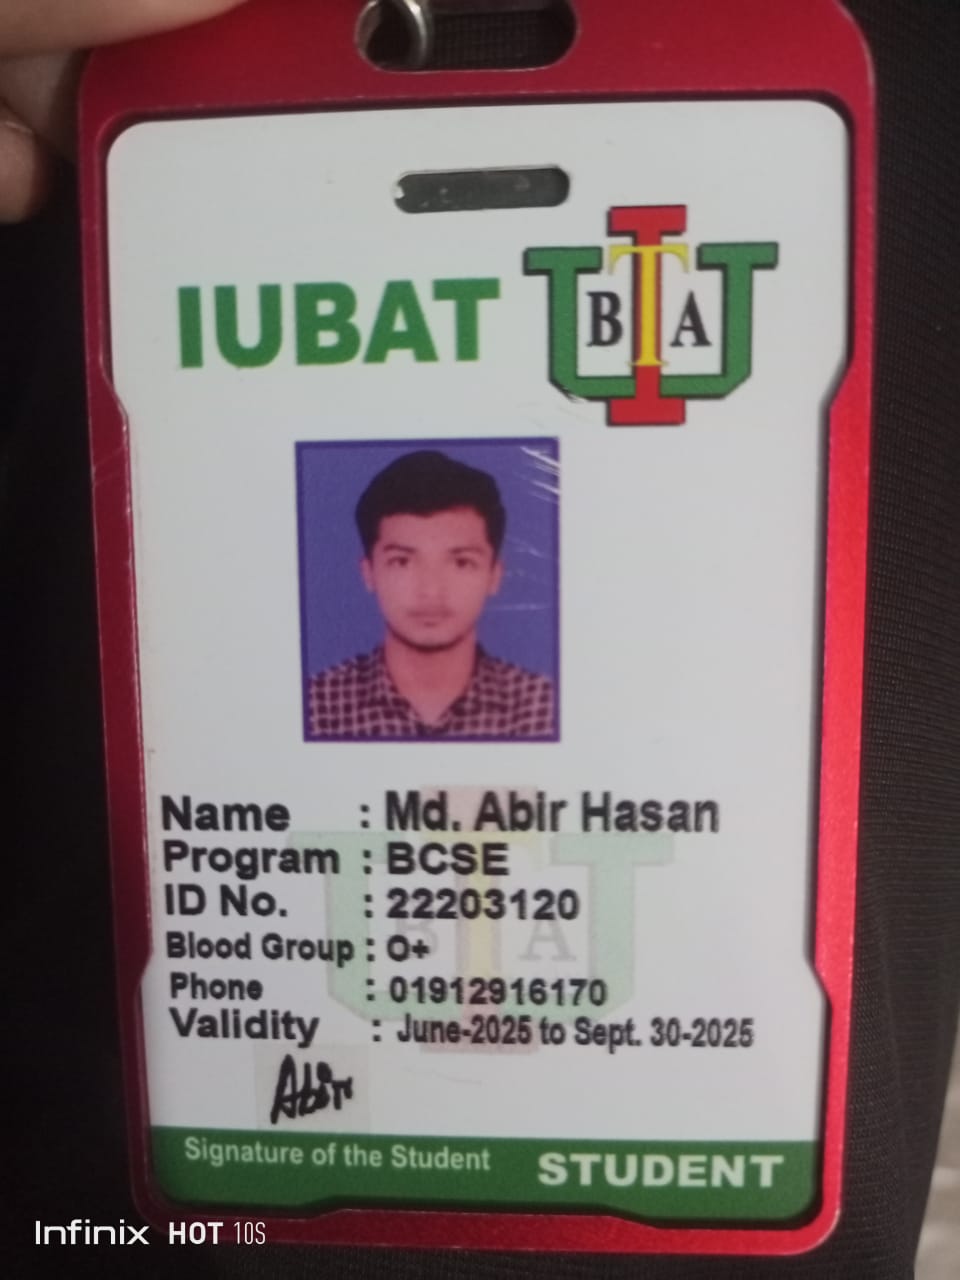 IUBAT
I
U
B T A
Name : Md. Abir Hasan
Program : BCSE
ID No. : 22203120
Blood Group : O+
Phone : 01912916170
Validity : June-2025 to Sept. 30-2025
Abir
Signature of the Student
STUDENT
Infinix HOT 10S